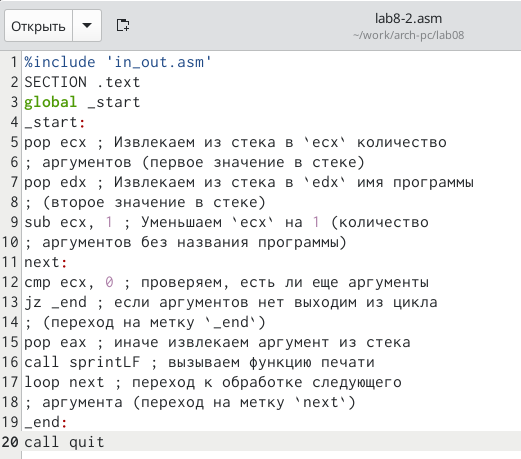 Открыть
lab8-2.asm
~/work/arch-pc/lab08
1 %include 'in_out.asm'
2 SECTION .text
3 global _start
4 _start:
5 pop ecx ; Извлекаем из стека в `ecx` количество
6 ; аргументов (первое значение в стеке)
7 pop edx ; Извлекаем из стека в `edx` имя программы
8 ; (второе значение в стеке)
9 sub ecx, 1 ; Уменьшаем `ecx` на 1 (количество
10 ; аргументов без названия программы)
11 next:
12 cmp ecx, 0 ; проверяем, есть ли еще аргументы
13 jz _end ; если аргументов нет выходим из цикла
14 ; (переход на метку `_end`)
15 pop eax ; иначе извлекаем аргумент из стека
16 call sprintLF ; вызываем функцию печати
17 loop next ; переход к обработке следующего
18 ; аргумента (переход на метку `next`)
19 _end:
20 call quit